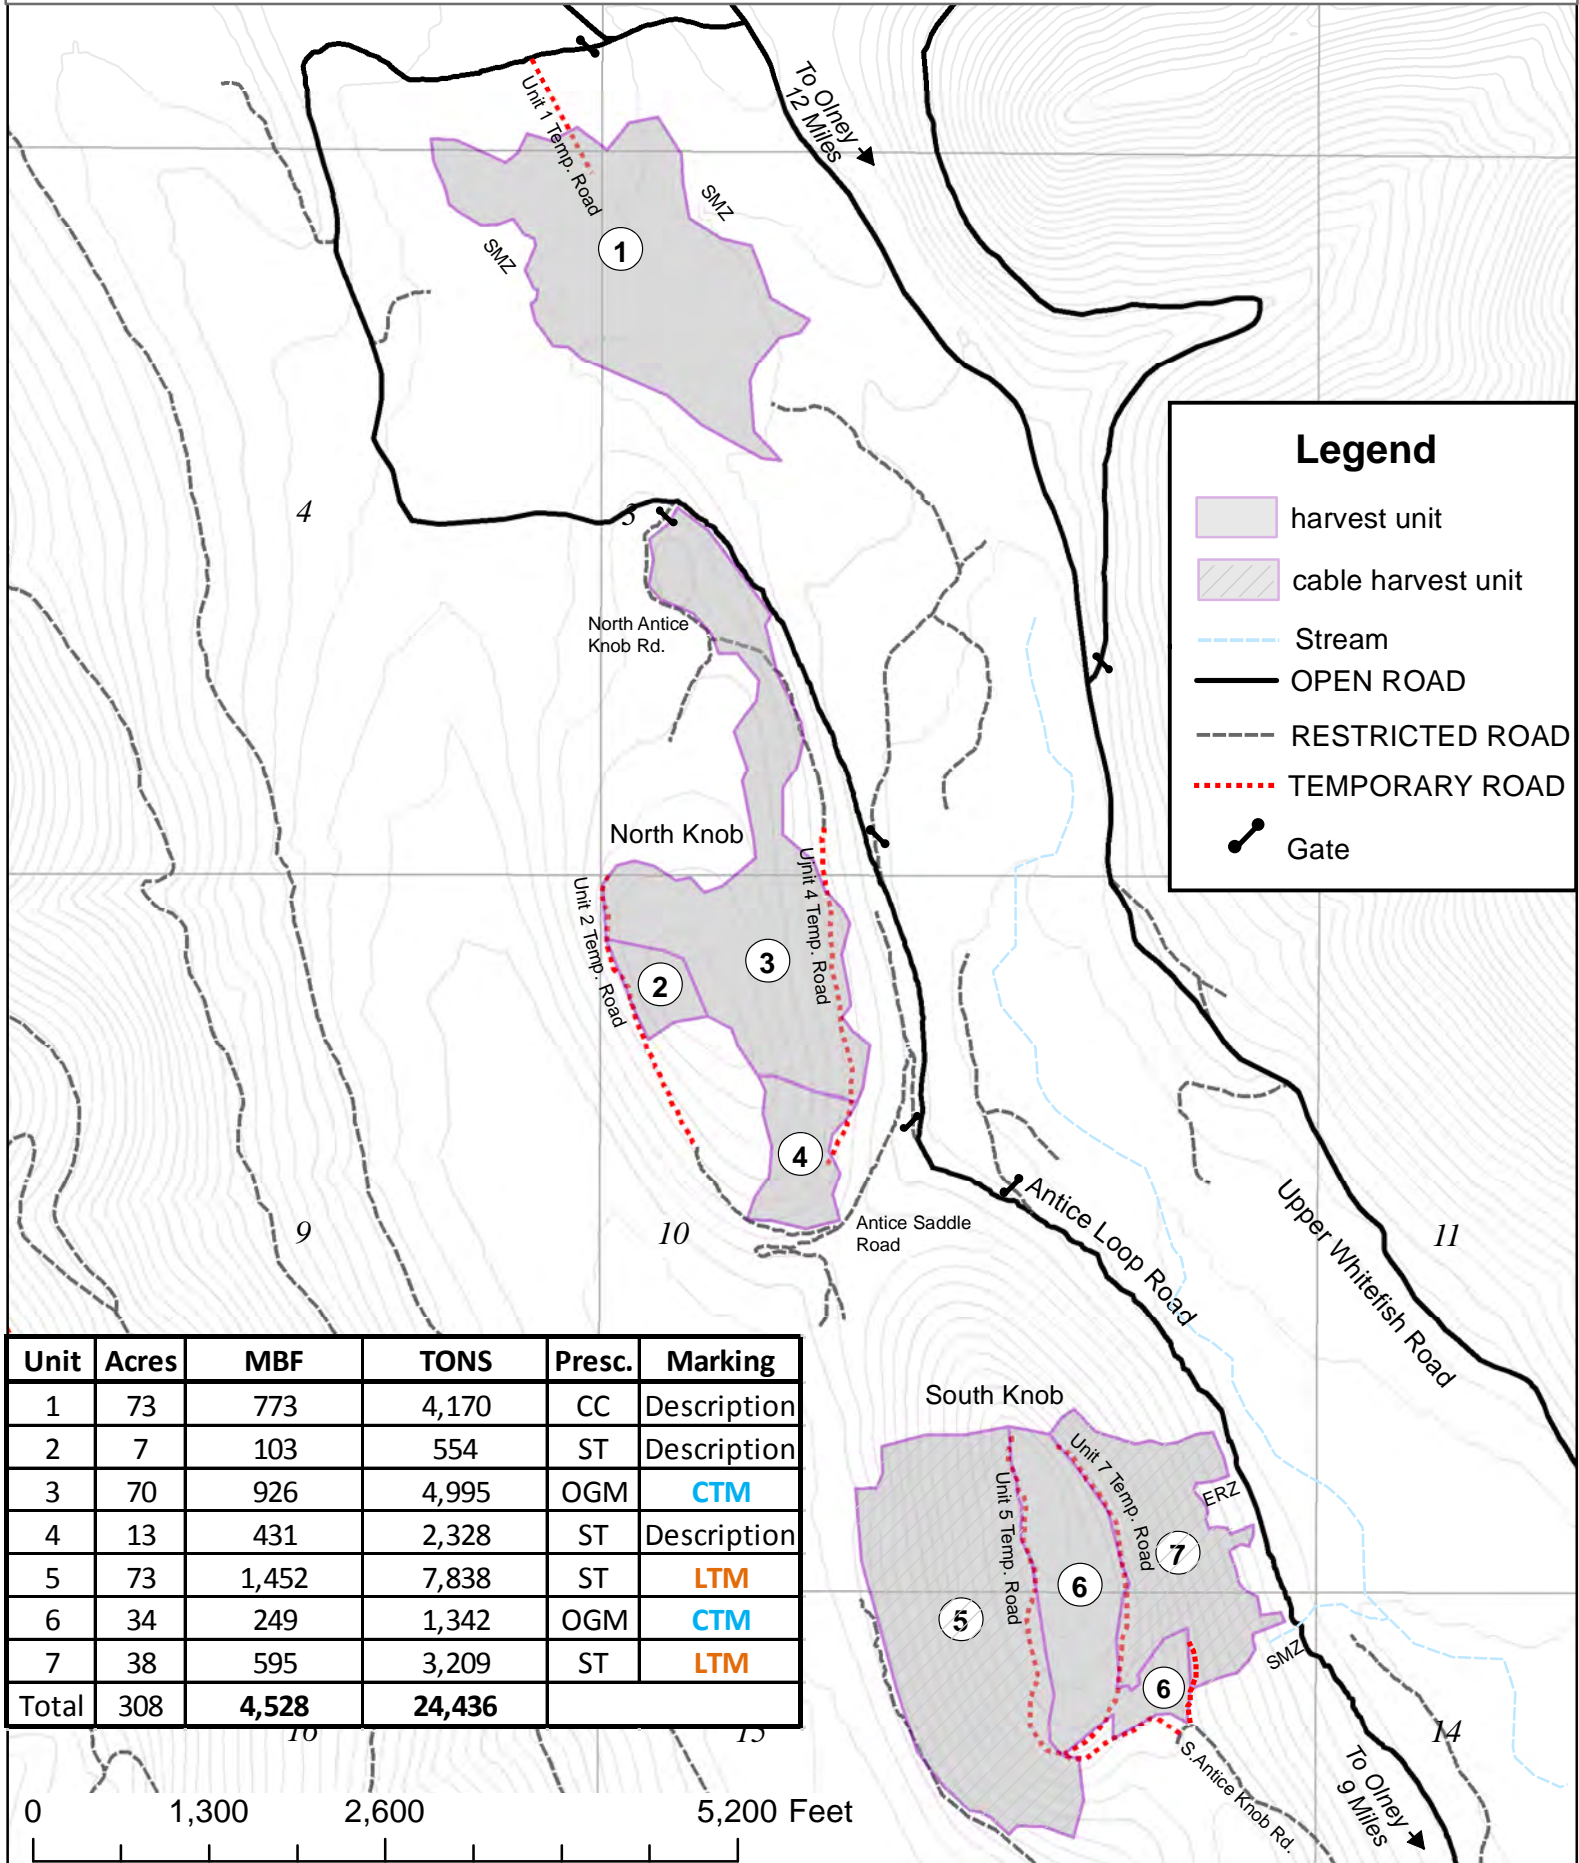 To Olney
12 Miles
Unit 1 Temp. Road
SMZ
SMZ
1
Legend
harvest unit
cable harvest unit
Stream
OPEN ROAD
RESTRICTED ROAD
TEMPORARY ROAD
Gate
4
3
North Antice
Knob Rd.
North Knob
Unit 2 Temp. Road
Ujnit 4 Temp. Road
3
2
4
9
10
11
Antice Saddle
Road
Antice Loop Road
Upper Whitefish Road
Unit Acres MBF TONS Presc. Marking
1 73 773 4,170 CC Description
2 7 103 554 ST Description
3 70 926 4,995 OGM CTM
4 13 431 2,328 ST Description
5 73 1,452 7,838 ST LTM
6 34 249 1,342 OGM CTM
7 38 595 3,209 ST LTM
Total 308 4,528 24,436
South Knob
Unit 5 Temp. Road
Unit 7 Temp. Road
ERZ
7
6
5
SMZ
6
16
15
14
S.Antice Knob Rd.
To Olney
9 Miles
0 1,300 2,600 5,200 Feet